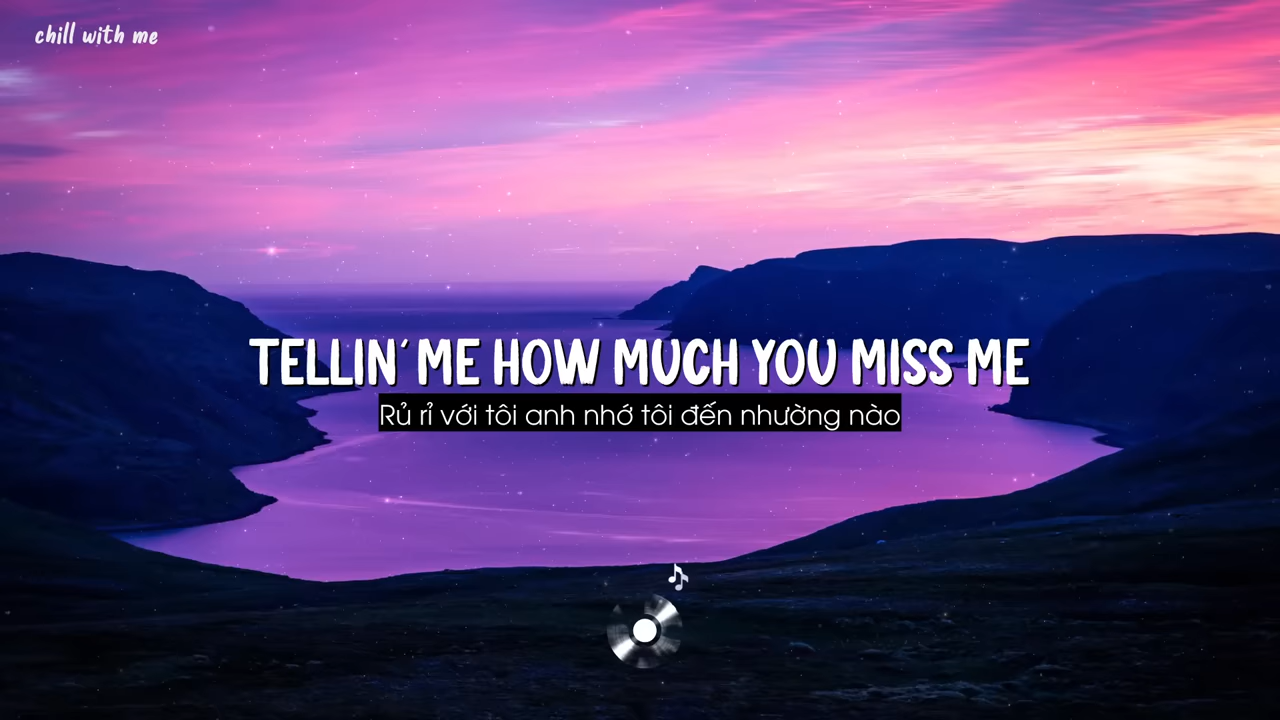 chill with me
TELLIN' ME HOW MUCH YOU MISS ME
Rủ rỉ với tôi anh nhớ tôi đến nhường nào